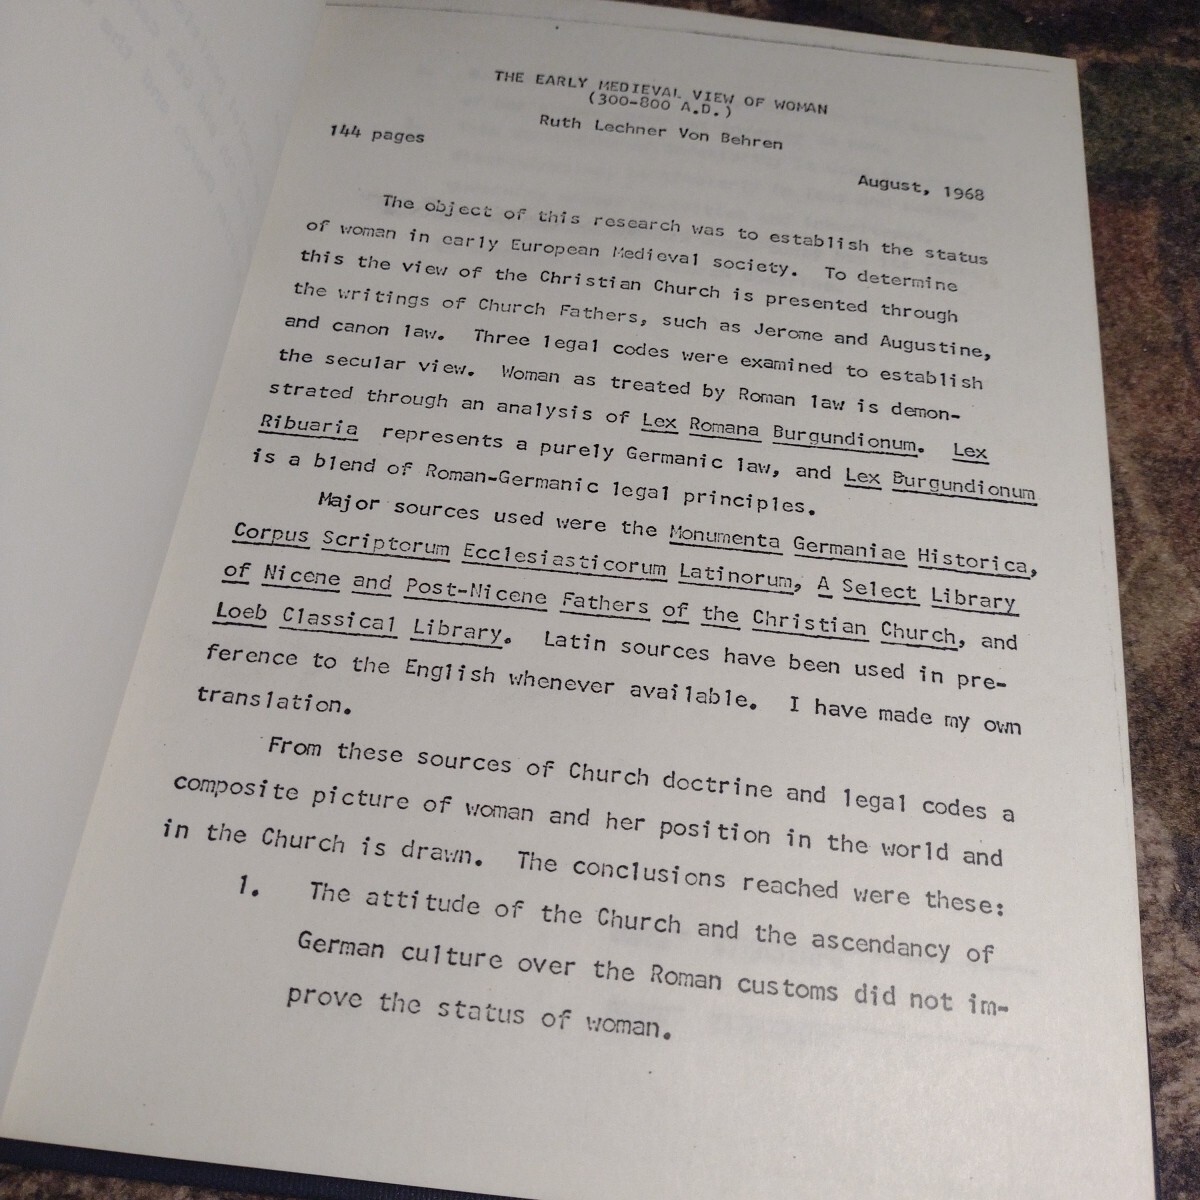 THE EARLY MEDIEVAL VIEW OF WOMAN
(300-800 A.D.)
Ruth Lechner Von Behren
144 pages
August, 1968
The object of this research was to establish the status
of woman in early European Medieval society. To determine
this the view of the Christian Church is presented through
the writings of Church Fathers, such as Jerome and Augustine,
and canon law. Three legal codes were examined to establish
the secular view. Woman as treated by Roman law is demon-
strated through an analysis of Lex Romana Burgundionum. Lex
Ribuaria represents a purely Germanic law, and Lex Burgundionum
is a blend of Roman-Germanic legal principles.
Major sources used were the Monumenta Germaniae Historica,
Corpus Scriptorum Ecclesiasticorum Latinorum, A Select Library
of Nicene and Post-Nicene Fathers of the Christian Church, and
Loeb Classical Library. Latin sources have been used in pre-
ference to the English whenever available. I have made my own
translation.
From these sources of Church doctrine and legal codes a
composite picture of woman and her position in the world and
in the Church is drawn. The conclusions reached were these:
1. The attitude of the Church and the ascendancy of
German culture over the Roman customs did not im-
prove the status of woman.